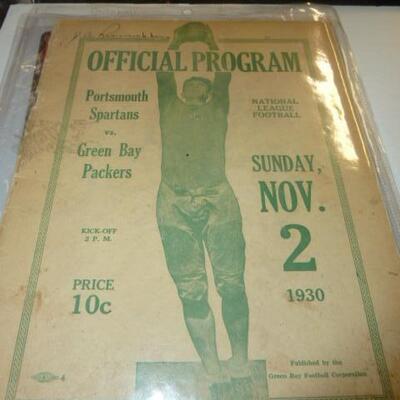 OFFICIAL PROGRAM
Portsmouth
Spartans
vs.
Green Bay
Packers
KICK-OFF
2 P. M.
PRICE
10c
NATIONAL
LEAGUE
FOOTBALL
SUNDAY,
NOV.
2
1930
Published by the
Green Bay Football Corporation
4